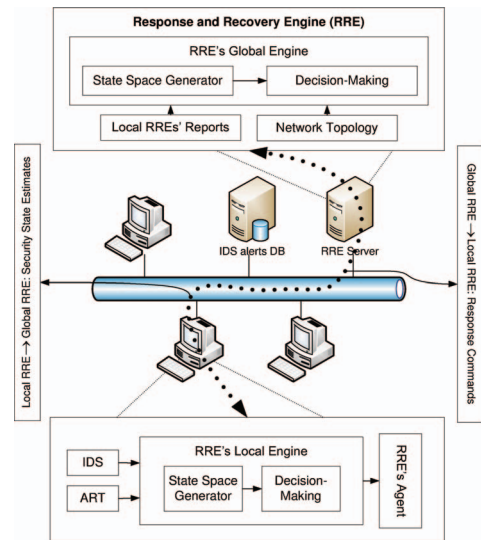 Response and Recovery Engine (RRE)
RRE's Global Engine
State Space Generator
Decision-Making
Local RREs' Reports
Network Topology
Local RRE→ Global RRE: Security State Estimates
Global RRE →Local RRE: Response Commands
IDS alerts DB
RRE Server
RRE's Local Engine
IDS
ART
State Space
Generator
Decision-
Making
RRE's Agent